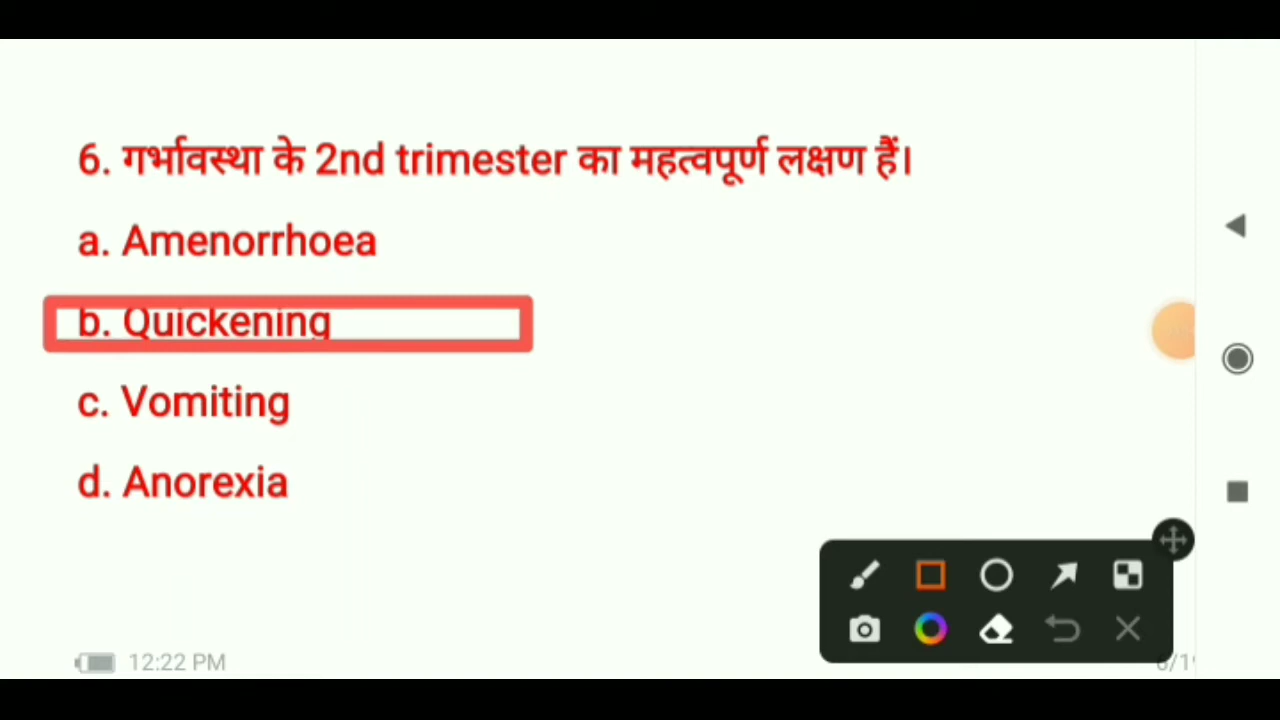 6. गर्भावस्था के 2nd trimester का महत्वपूर्ण लक्षण हैं।
a. Amenorrhoea
b. Quickening
c. Vomiting
d. Anorexia
12:22 PM